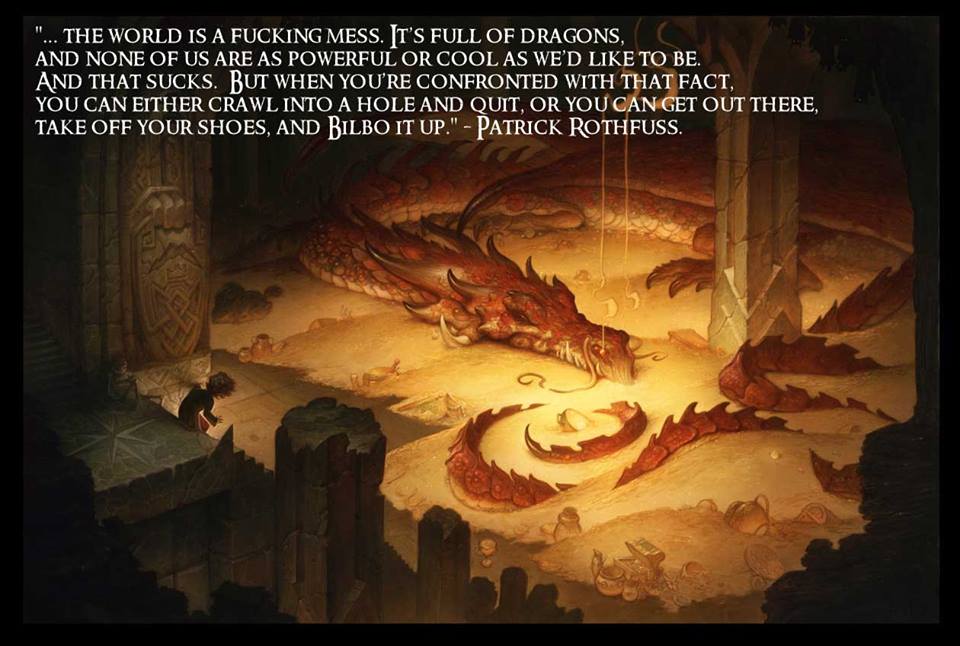 "... THE WORLD IS A FUCKING MESS. IT'S FULL OF DRAGONS,
AND NONE OF US ARE AS POWERFUL OR COOL AS WE'D LIKE TO BE.
AND THAT SUCKS. BUT WHEN YOU'RE CONFRONTED WITH THAT FACT,
YOU CAN EITHER CRAWL INTO A HOLE AND QUIT, OR YOU CAN GET OUT THERE,
TAKE OFF YOUR SHOES, AND BILBO IT UP." - PATRICK ROTHFUSS.